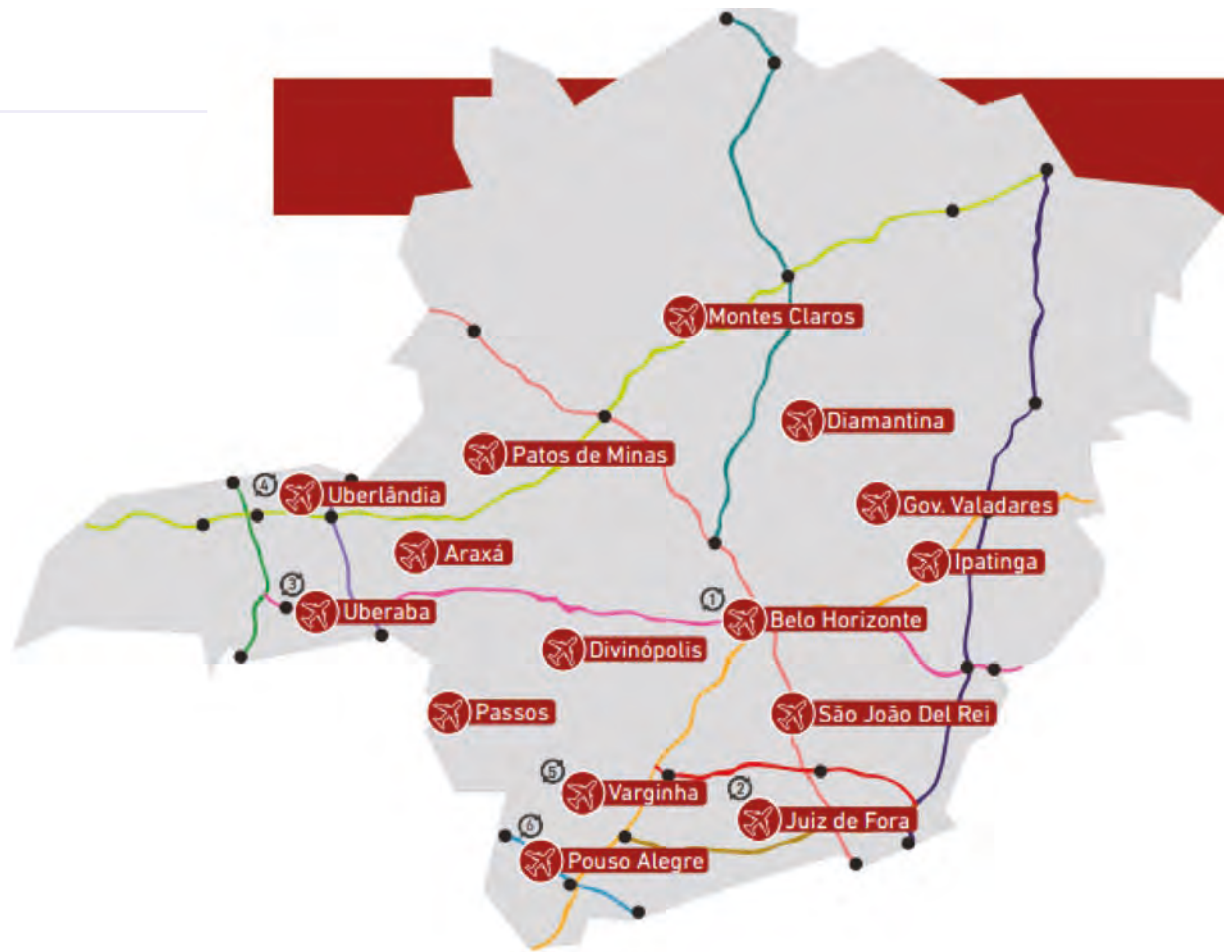 Montes Claros
Diamantina
Patos de Minas
4
Uberlândia
Gov. Valadares
Araxá
Ipatinga
3
Uberaba
1
Belo Horizonte
Divinópolis
Passos
São João Del Rei
5
Varginha
2
Juiz de Fora
6
Pouso Alegre